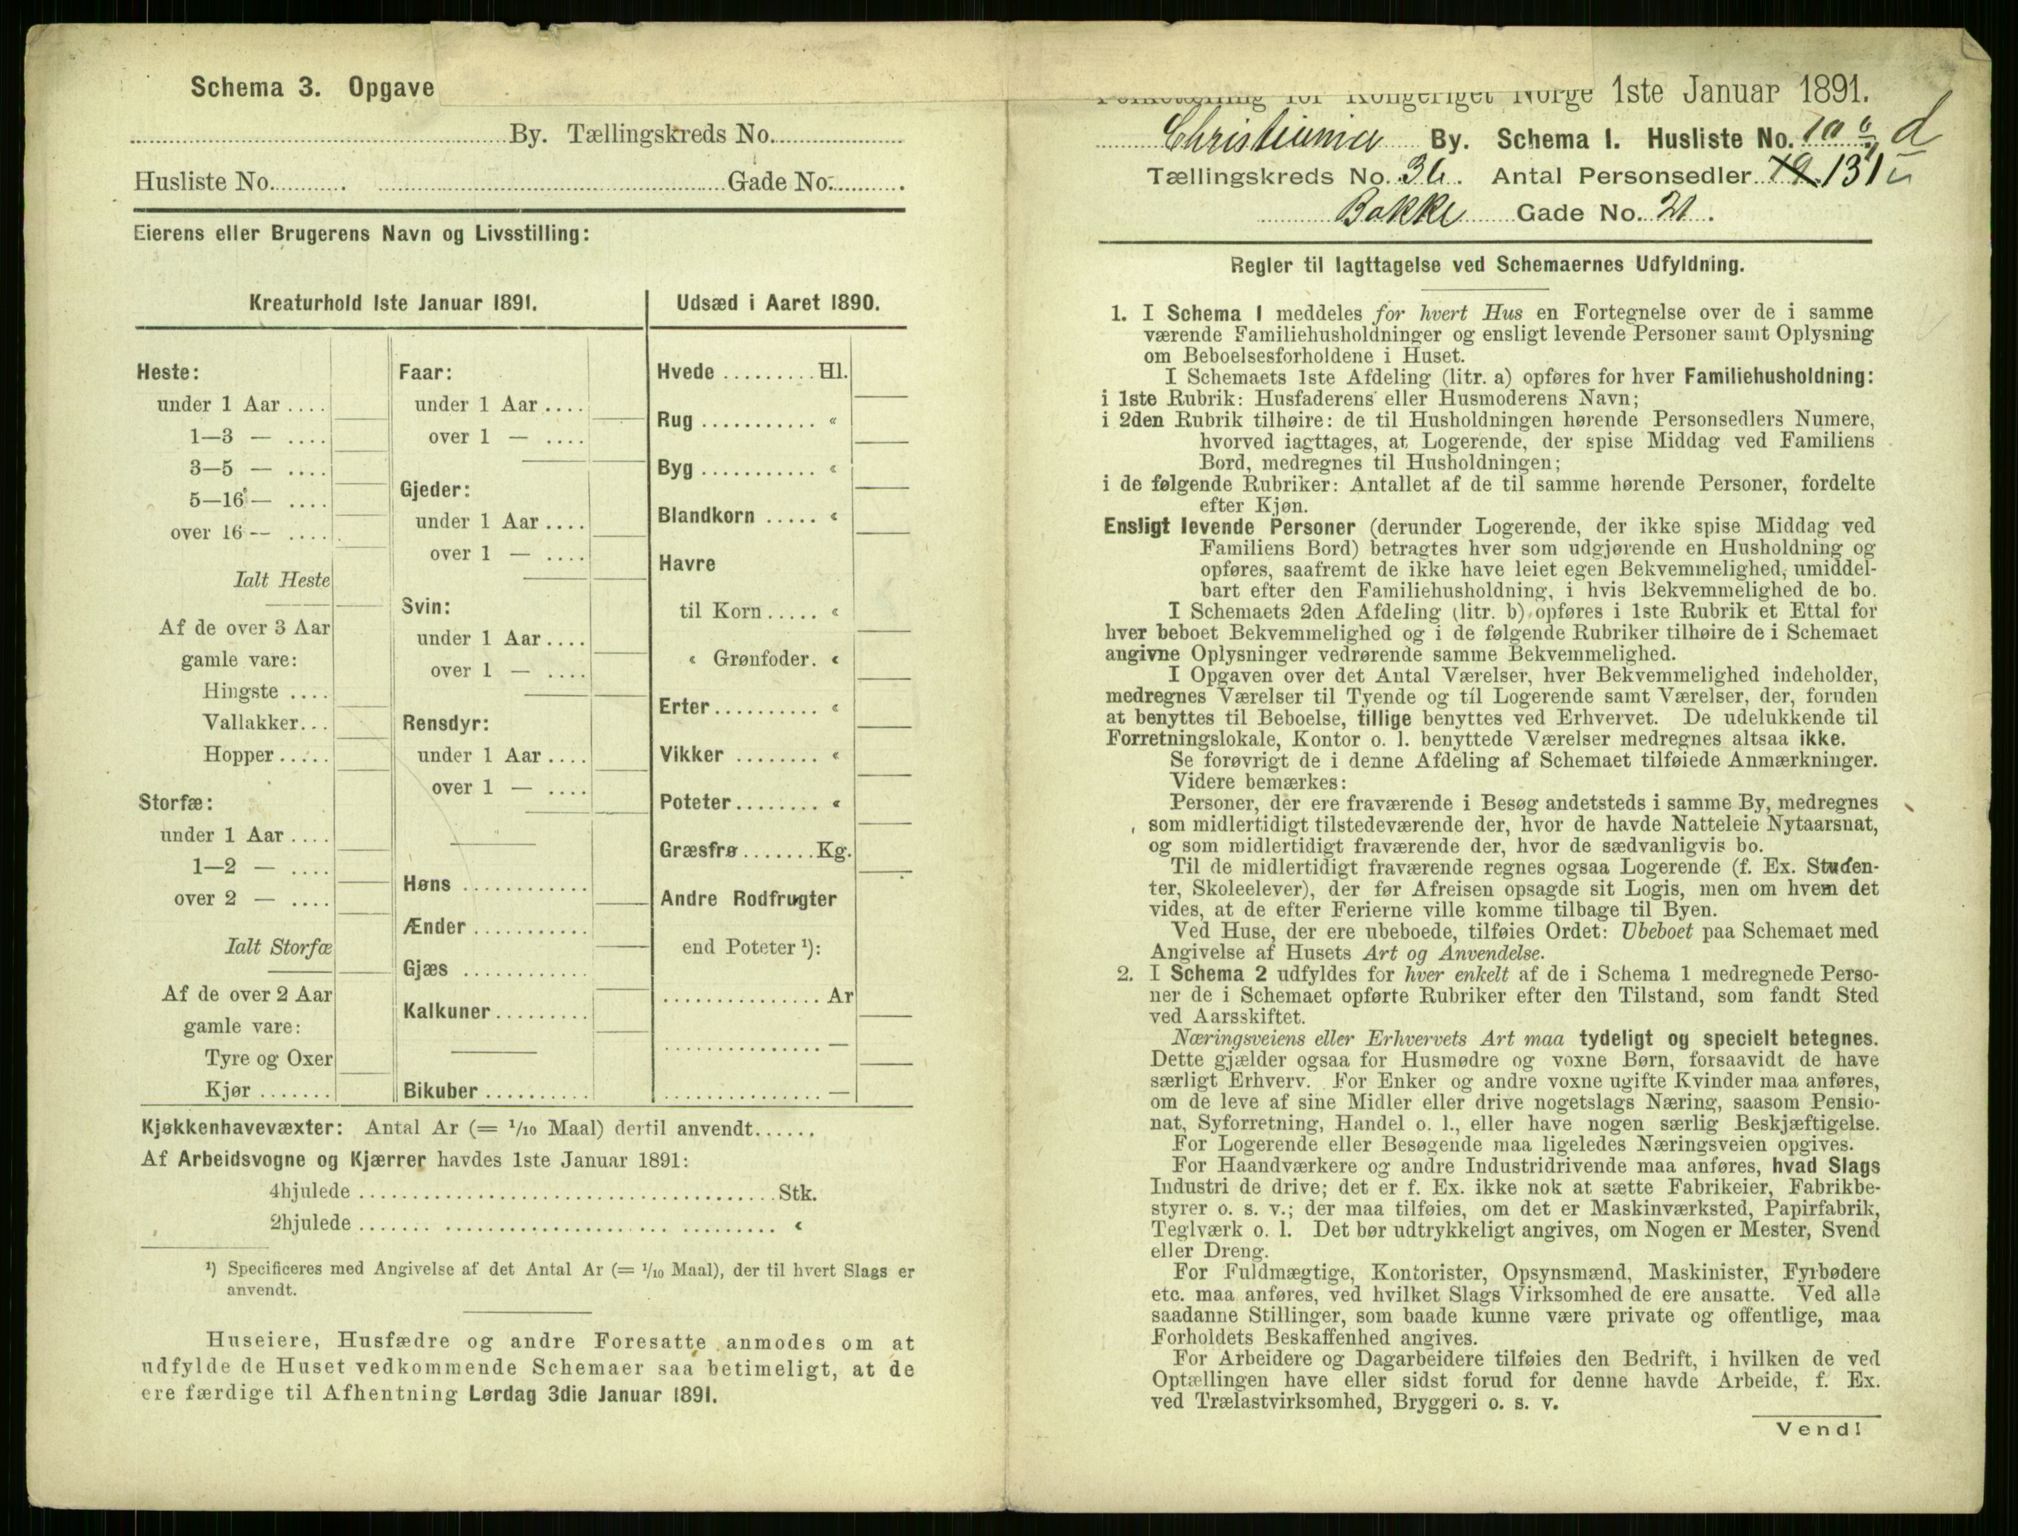 Schema 3. Opgave
By. Tællingskreds No.
Husliste No. Gade No.
Eierens eller Brugerens Navn og Livsstilling:
Kreaturhold 1ste Januar 1891.
Heste:
under 1 Aar ....
1—3 — ....
3—5 — ....
5—16 — ....
over 16 — ....
Ialt Heste
Af de over 3 Aar
gamle vare:
Hingste ....
Vallakker...
Hopper .....
Storfæ:
under 1 Aar ....
1—2 — ....
over 2 — ....
Ialt Storfæ
Af de over 2 Aar
gamle vare:
Tyre og Oxer
Kjør .......
Faar:
under 1 Aar ....
over 1 — ....
Gjeder:
under 1 Aar ....
over 1 — ....
Svin:
under 1 Aar ....
over 1 — ....
Rensdyr:
under 1 Aar ....
over 1 — ....
Høns ............
Ænder ...........
Gjæs ............
Kalkuner.........
Bikuber ..........
Udsæd i Aaret 1890.
Hvede ......... Hl.
Rug ........... «
Byg ........... «
Blandkorn ..... «
Havre
til Korn ..... «
« Grønfoder. «
Erter.......... «
Vikker ........ «
Poteter ........ «
Græsfrø ....... Kg.
Andre Rodfrugter
end Poteter ¹):
............... Ar
............... —
............... —
Kjøkkenhavevæxter: Antal Ar (= 1/10 Maal) dertil anvendt......
Af Arbeidsvogne og Kjærrer havdes 1ste Januar 1891:
4hjulede ....................................... Stk.
2hjulede ....................................... «
¹) Specificeres med Angivelse af det Antal Ar (= 1/10 Maal), der til hvert Slags er
anvendt.
Huseiere, Husfædre og andre Foresatte anmodes om at
udfylde de Huset vedkommende Schemaer saa betimeligt, at de
ere færdige til Afhentning Lørdag 3die Januar 1891.
Folketælling for Kongeriget Norge 1ste Januar 1891.
Christiania By. Schema 1. Husliste No. 10 d
Tællingskreds No. 36. Antal Personsedler 79 131
Bakke Gade No. 21.
Regler til Iagttagelse ved Schemaernes Udfyldning.
1. I Schema 1 meddeles for hvert Hus en Fortegnelse over de i samme
værende Familiehusholdninger og ensligt levende Personer samt Oplysning
om Beboelsesforholdene i Huset.
I Schemaets 1ste Afdeling (litr. a) opføres for hver Familiehusholdning:
i 1ste Rubrik: Husfaderens eller Husmoderens Navn;
i 2den Rubrik tilhøire: de til Husholdningen hørende Personsedlers Numere,
hvorved iagttages, at Logerende, der spise Middag ved Familiens
Bord, medregnes til Husholdningen;
i de følgende Rubriker: Antallet af de til samme hørende Personer, fordelte
efter Kjøn.
Ensligt levende Personer (derunder Logerende, der ikke spise Middag ved
Familiens Bord) betragtes hver som udgjørende en Husholdning og
opføres, saafremt de ikke have leiet egen Bekvemmelighed, umiddel-
bart efter den Familiehusholdning, i hvis Bekvemmelighed de bo.
I Schemaets 2den Afdeling (litr. b) opføres i 1ste Rubrik et Ettal for
hver beboet Bekvemmelighed og i de følgende Rubriker tilhøire de i Schemaet
angivne Oplysninger vedrørende samme Bekvemmelighed.
I Opgaven over det Antal Værelser, hver Bekvemmelighed indeholder,
medregnes Værelser til Tyende og til Logerende samt Værelser, der, foruden
at benyttes til Beboelse, tillige benyttes ved Erhvervet. De udelukkende til
Forretningslokale, Kontor o. l. benyttede Værelser medregnes altsaa ikke.
Se forøvrigt de i denne Afdeling af Schemaet tilføiede Anmærkninger.
Videre bemærkes:
Personer, der ere fraværende i Besøg andetsteds i samme By, medregnes
som midlertidigt tilstedeværende der, hvor de havde Natteleie Nytaarsnat,
og som midlertidigt fraværende der, hvor de sædvanligvis bo.
Til de midlertidigt fraværende regnes ogsaa Logerende (f. Ex. Studen-
ter, Skoleelever), der før Afreisen opsagde sit Logis, men om hvem det
vides, at de efter Ferierne ville komme tilbage til Byen.
Ved Huse, der ere ubeboede, tilføies Ordet: Ubeboet paa Schemaet med
Angivelse af Husets Art og Anvendelse.
2. I Schema 2 udfyldes for hver enkelt af de i Schema 1 medregnede Perso-
ner de i Schemaet opførte Rubriker efter den Tilstand, som fandt Sted
ved Aarsskiftet.
Næringsveiens eller Erhvervets Art maa tydeligt og specielt betegnes.
Dette gjælder ogsaa for Husmødre og voxne Børn, forsaavidt de have
særligt Erhverv. For Enker og andre voxne ugifte Kvinder maa anføres,
om de leve af sine Midler eller drive nogetslags Næring, saasom Pensio-
nat, Syforretning, Handel o. l., eller have nogen særlig Beskjæftigelse.
For Logerende eller Besøgende maa ligeledes Næringsveien opgives.
For Haandværkere og andre Industridrivende maa anføres, hvad Slags
Industri de drive; det er f. Ex. ikke nok at sætte Fabrikeier, Fabrikbe-
styrer o. s. v.; der maa tilføies, om det er Maskinværksted, Papirfabrik,
Teglværk o. l. Det bør udtrykkeligt angives, om Nogen er Mester, Svend
eller Dreng.
For Fuldmægtige, Kontorister, Opsynsmænd, Maskinister, Fyrbødere
etc. maa anføres, ved hvilket Slags Virksomhed de ere ansatte. Ved alle
saadanne Stillinger, som baade kunne være private og offentlige, maa
Forholdets Beskaffenhed angives.
For Arbeidere og Dagarbeidere tilføies den Bedrift, i hvilken de ved
Optællingen have eller sidst forud for denne havde Arbeide, f. Ex.
ved Trælastvirksomhed, Bryggeri o. s. v.
Vend!